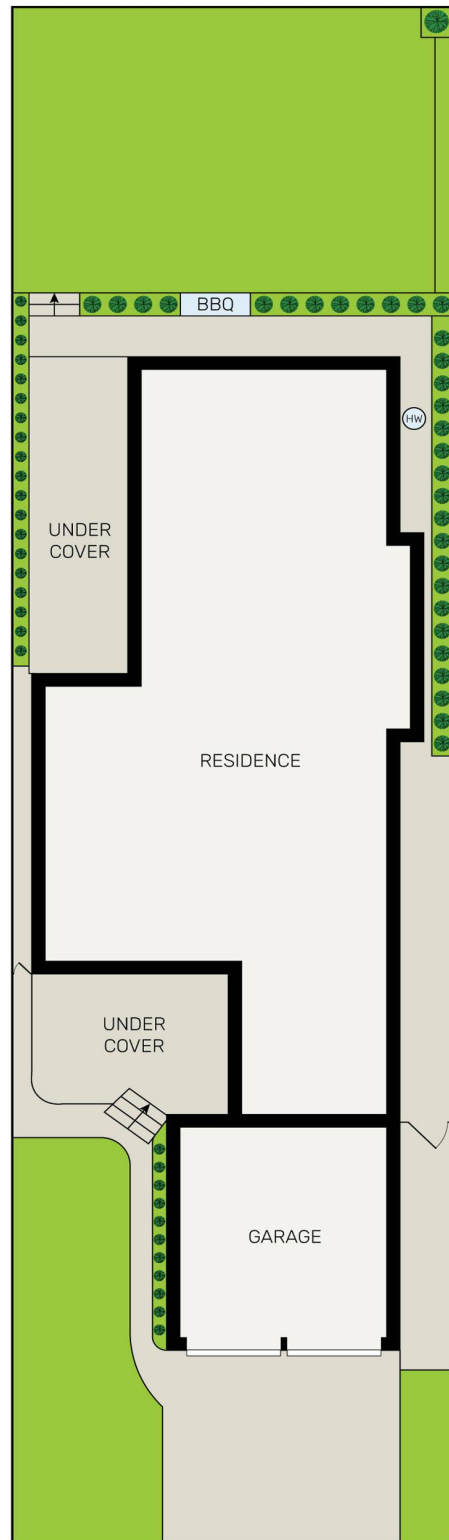 BBQ
HW
UNDER
COVER
RESIDENCE
UNDER
COVER
GARAGE